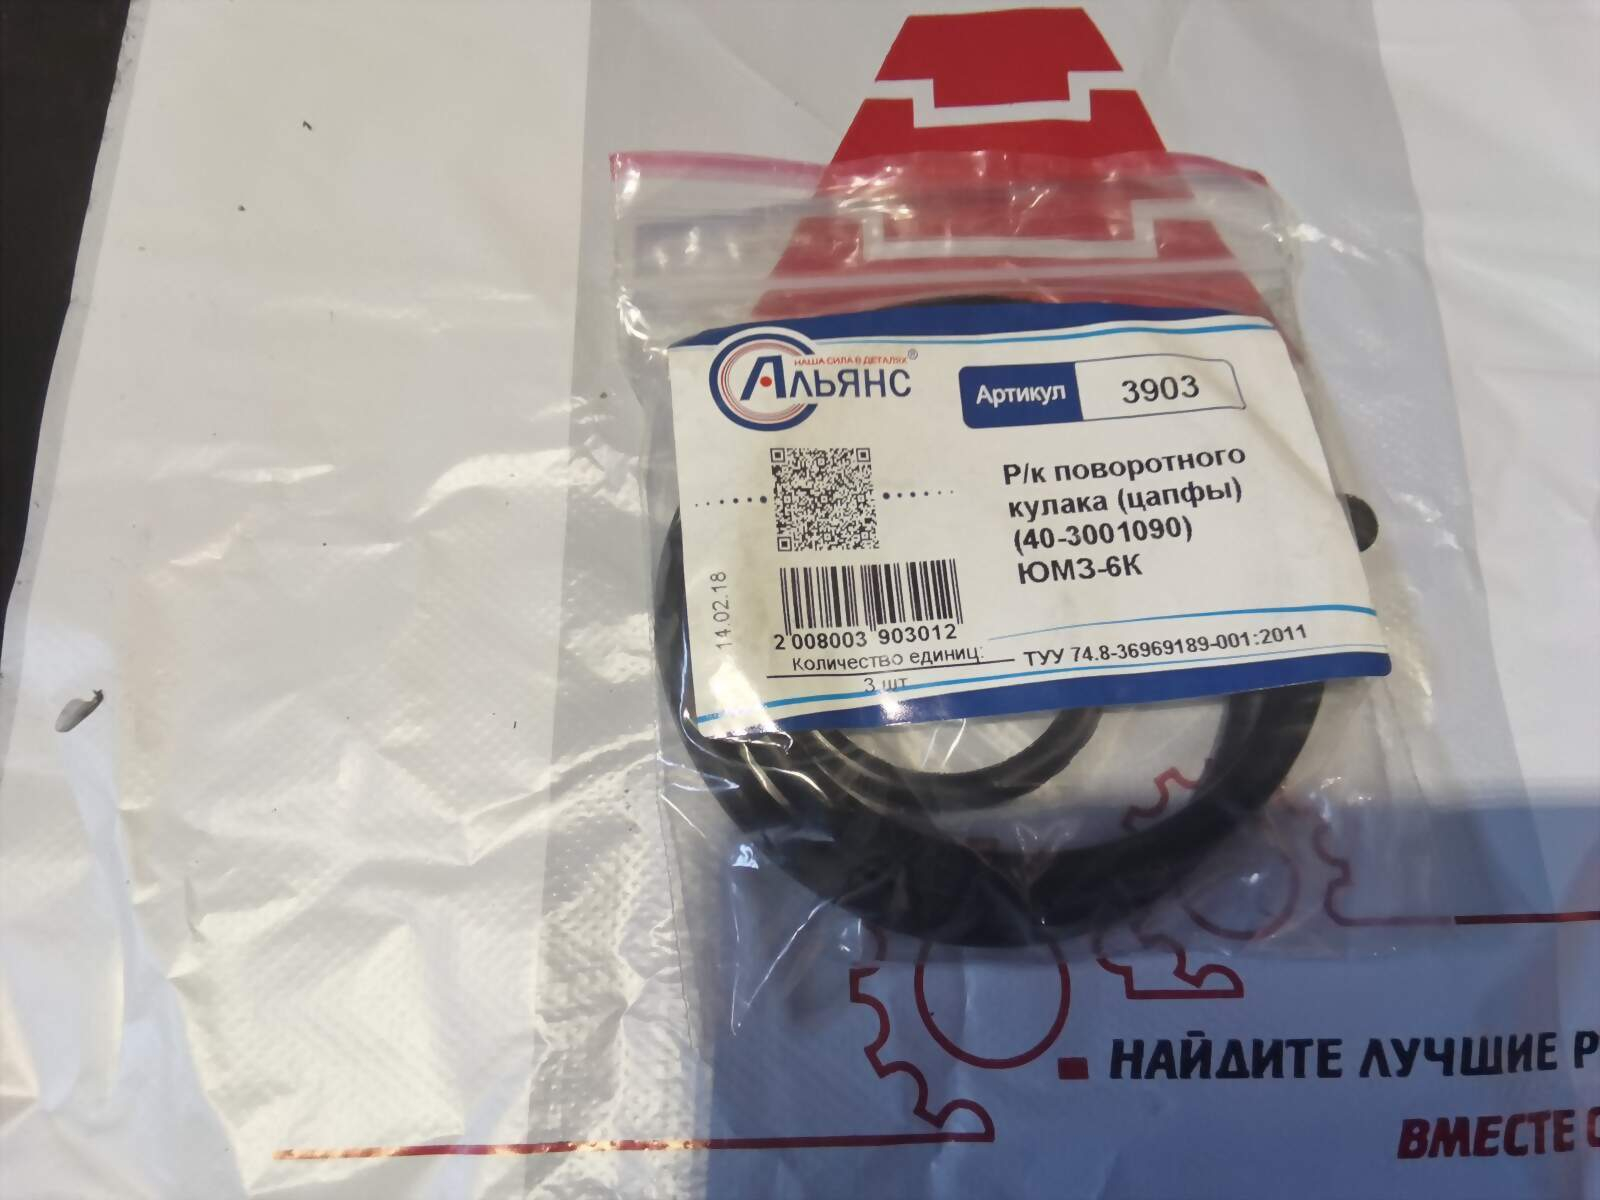 НАША СИЛА В ДЕТАЛЯХ®
АЛЬЯНС
Артикул 3903
Р/к поворотного
кулака (цапфы)
(40-3001090)
ЮМЗ-6К
14.02.18
2 008003 903012
Количество единиц:
3 шт
ТУУ 74.8-36969189-001:2011
НАЙДИТЕ ЛУЧШИЕ
ВМЕСТЕ